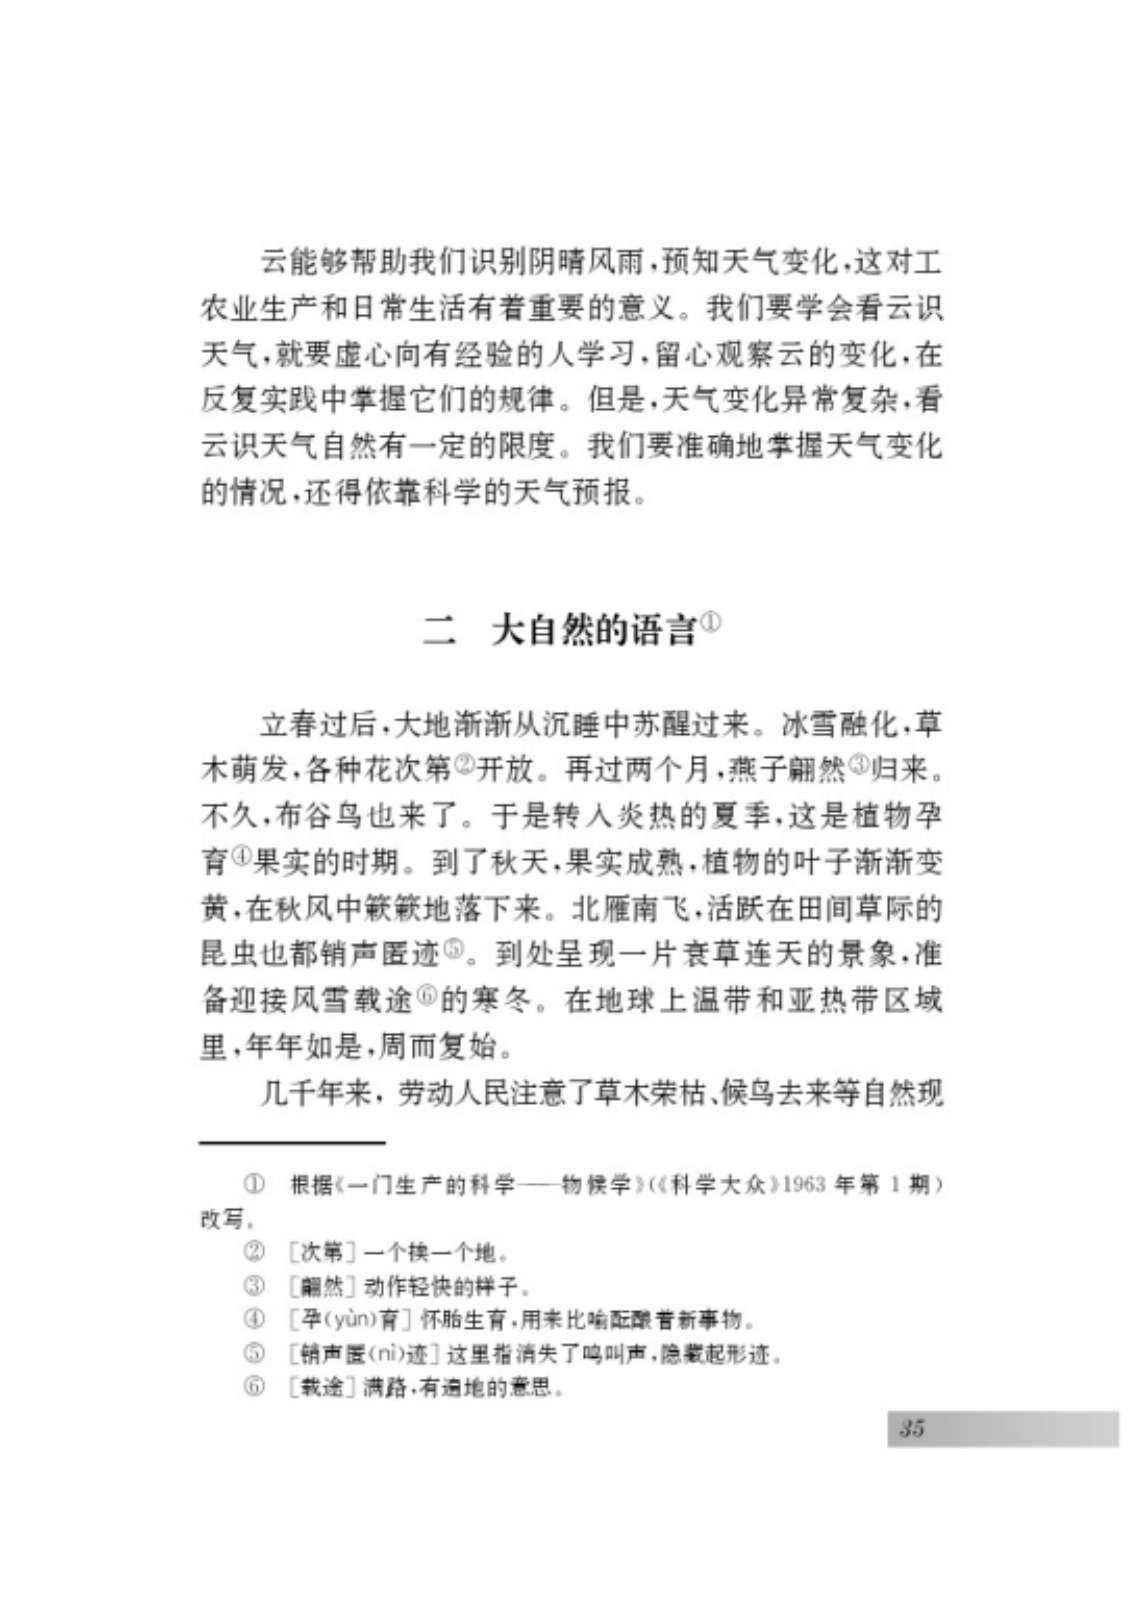 云能够帮助我们识别阴晴风雨,预知天气变化,这对工
农业生产和日常生活有着重要的意义。我们要学会看云识
天气,就要虚心向有经验的人学习,留心观察云的变化,在
反复实践中掌握它们的规律。但是,天气变化异常复杂,看
云识天气自然有一定的限度。我们要准确地掌握天气变化
的情况,还得依靠科学的天气预报。
二 大自然的语言①
立春过后,大地渐渐从沉睡中苏醒过来。冰雪融化,草
木萌发,各种花次第②开放。再过两个月,燕子翩然③归来。
不久,布谷鸟也来了。于是转入炎热的夏季,这是植物孕
育④果实的时期。到了秋天,果实成熟,植物的叶子渐渐变
黄,在秋风中簌簌地落下来。北雁南飞,活跃在田间草际的
昆虫也都销声匿迹⑤。到处呈现一片衰草连天的景象,准
备迎接风雪载途⑥的寒冬。在地球上温带和亚热带区域
里,年年如是,周而复始。
几千年来,劳动人民注意了草木荣枯、候鸟去来等自然现
① 根据《一门生产的科学——物候学》(《科学大众》1963 年第 1 期)
改写。
② [次第] 一个挨一个地。
③ [翩然] 动作轻快的样子。
④ [孕(yùn)育] 怀胎生育,用来比喻酝酿着新事物。
⑤ [销声匿(nì)迹] 这里指消失了鸣叫声,隐藏起形迹。
⑥ [载途] 满路,有遍地的意思。
35